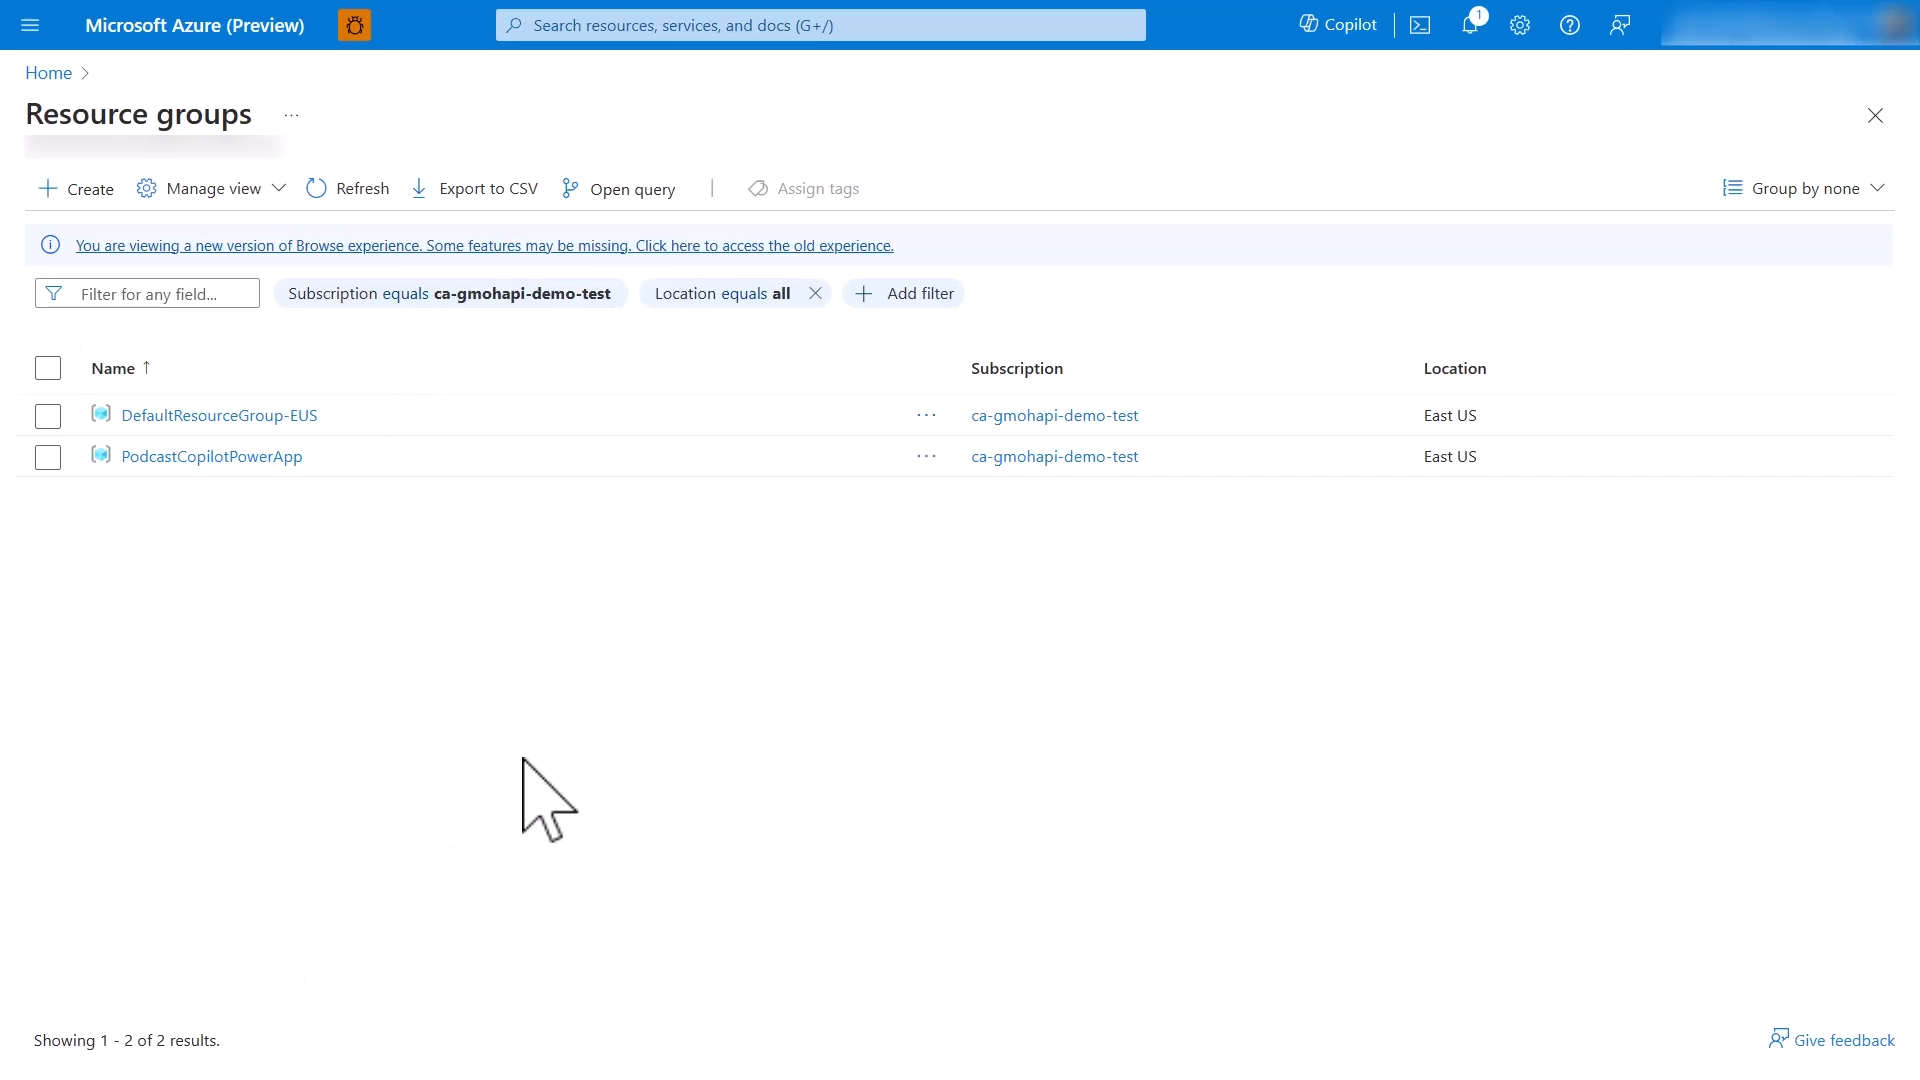 Microsoft Azure (Preview)
Search resources, services, and docs (G+/)
Copilot
1
Home
Resource groups ...
Create
Manage view
Refresh
Export to CSV
Open query
Assign tags
Group by none
You are viewing a new version of Browse experience. Some features may be missing. Click here to access the old experience.
Filter for any field...
Subscription equals ca-gmohapi-demo-test
Location equals all
Add filter
Name ↑ Subscription Location
DefaultResourceGroup-EUS ... ca-gmohapi-demo-test East US
PodcastCopilotPowerApp ... ca-gmohapi-demo-test East US
Showing 1 - 2 of 2 results.
Give feedback